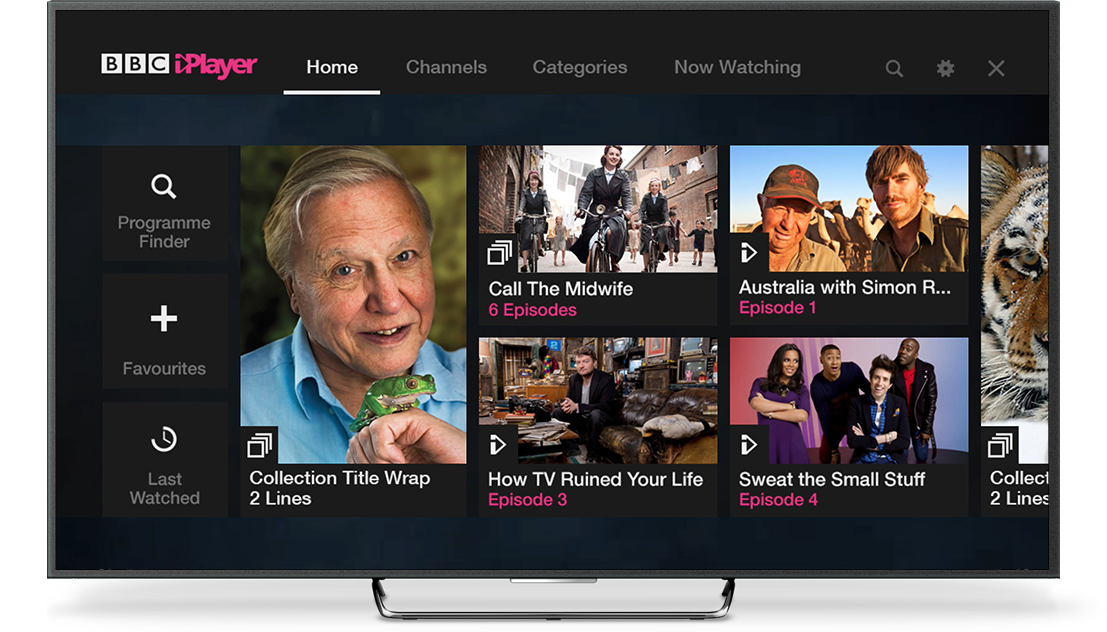 BBC iPlayer
Home
Channels
Categories
Now Watching
Programme
Finder
Favourites
Last
Watched
Collection Title Wrap
2 Lines
Call The Midwife
6 Episodes
Australia with Simon R...
Episode 1
How TV Ruined Your Life
Episode 3
Sweat the Small Stuff
Episode 4
Collect
2 Lines